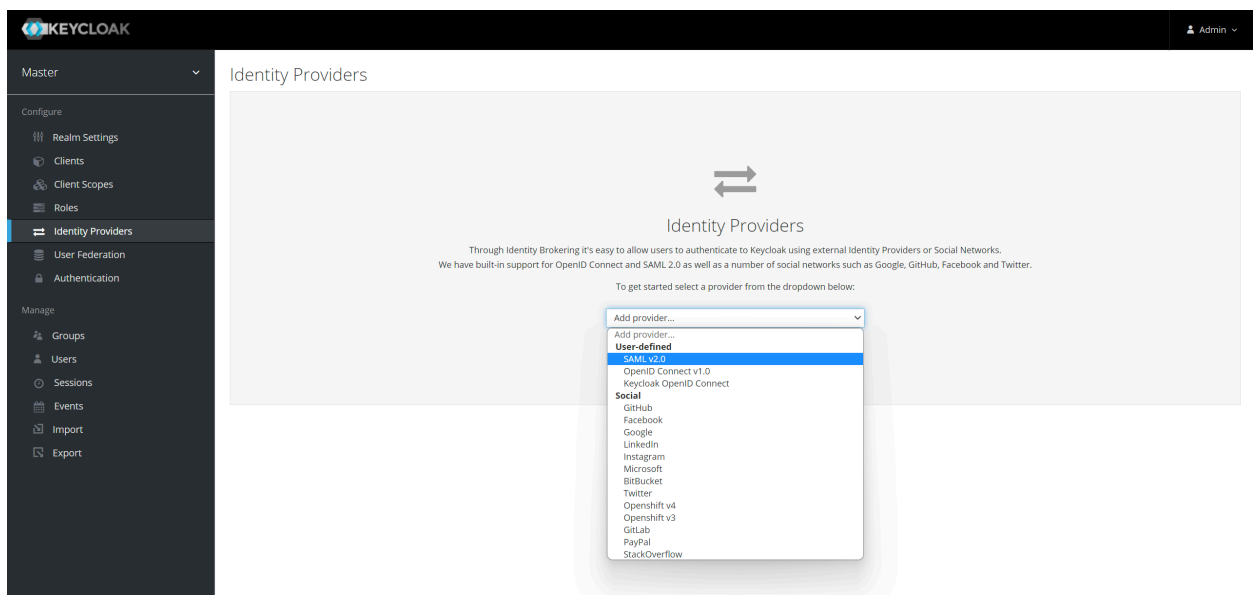 KEYCLOAK
Admin
Master
Identity Providers
Configure
Realm Settings
Clients
Client Scopes
Roles
Identity Providers
User Federation
Authentication
Manage
Groups
Users
Sessions
Events
Import
Export
Identity Providers
Through Identity Brokering it's easy to allow users to authenticate to Keycloak using external Identity Providers or Social Networks.
We have built-in support for OpenID Connect and SAML 2.0 as well as a number of social networks such as Google, GitHub, Facebook and Twitter.
To get started select a provider from the dropdown below:
Add provider...
Add provider...
User-defined
SAML v2.0
OpenID Connect v1.0
Keycloak OpenID Connect
Social
GitHub
Facebook
Google
LinkedIn
Instagram
Microsoft
BitBucket
Twitter
Openshift v4
Openshift v3
GitLab
PayPal
StackOverflow